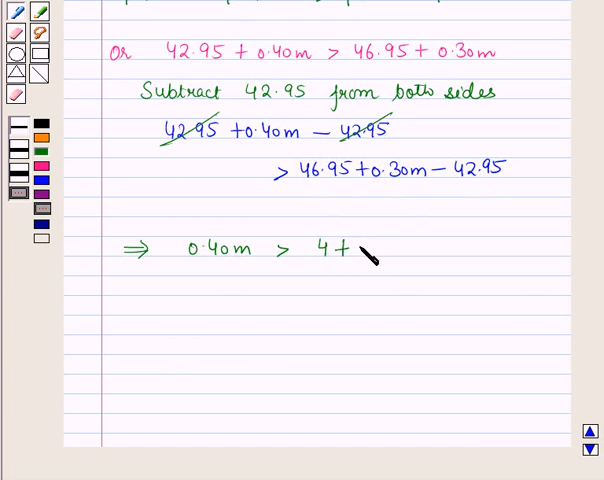 Or 42.95 + 0.40m > 46.95 + 0.30m
Subtract 42.95 from both sides
42.95 + 0.40m – 42.95
> 46.95 + 0.30m – 42.95
⇒ 0.40m > 4 +